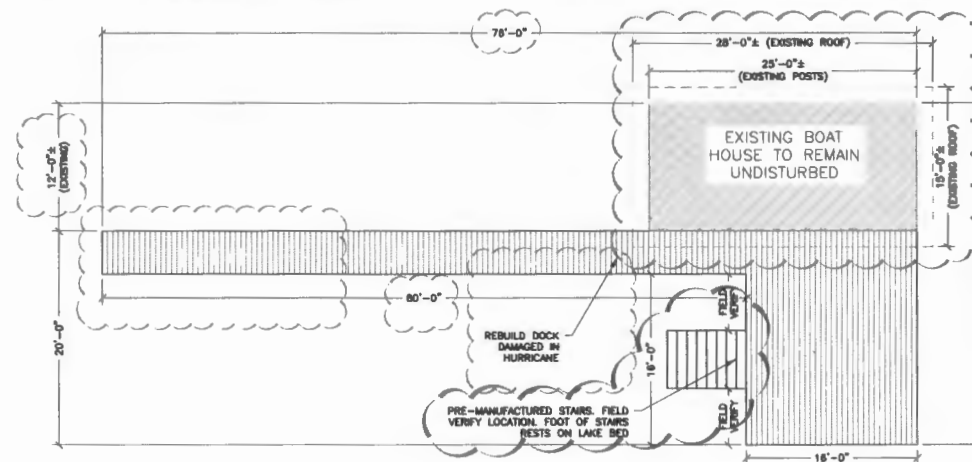 76'-0"
28'-0"± (EXISTING ROOF)
25'-0"±
(EXISTING POSTS)
12'-0"±
(EXISTING)
EXISTING BOAT
HOUSE TO REMAIN
UNDISTURBED
15'-0"±
(EXISTING ROOF)
60'-0"
20'-0"
REBUILD DOCK
DAMAGED IN
HURRICANE
FIELD
VERIFY
16'-0"
PRE-MANUFACTURED STAIRS. FIELD
VERIFY LOCATION. FOOT OF STAIRS
RESTS ON LAKE BED
FIELD
VERIFY
16'-0"